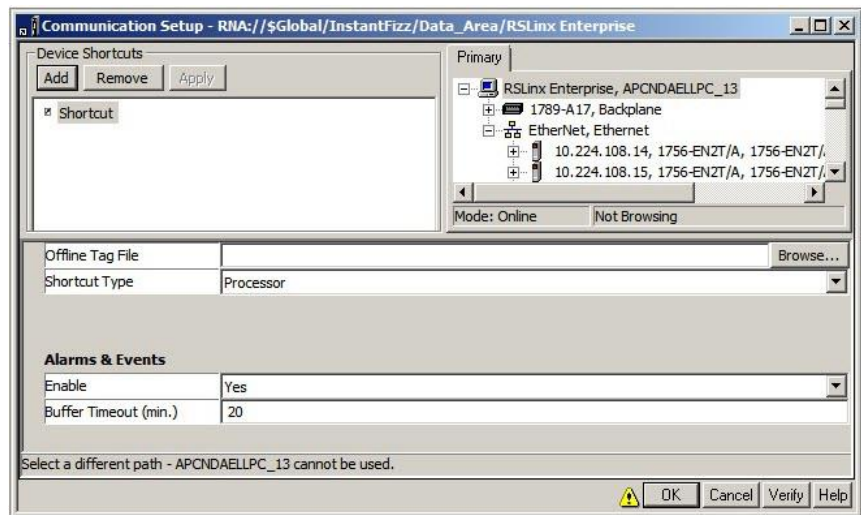 Communication Setup - RNA://$Global/InstantFizz/Data_Area/RSLinx Enterprise
Device Shortcuts
Add Remove Apply
Shortcut
Primary
RSLinx Enterprise, APCNDAELLPC_13
1789-A17, Backplane
EtherNet, Ethernet
10.224.108.14, 1756-EN2T/A, 1756-EN2T/
10.224.108.15, 1756-EN2T/A, 1756-EN2T/
Mode: Online Not Browsing
Offline Tag File Browse...
Shortcut Type Processor
Alarms & Events
Enable Yes
Buffer Timeout (min.) 20
Select a different path - APCNDAELLPC_13 cannot be used.
OK Cancel Verify Help